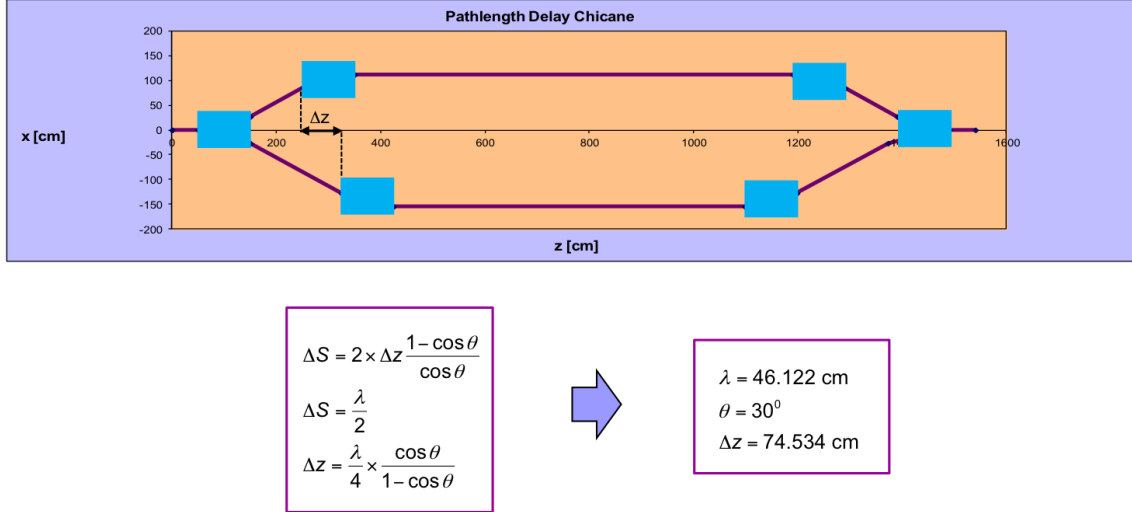 Pathlength Delay Chicane
200
150
100
50
0
-50
-100
-150
-200
x [cm]
Δz
0 200 400 600 800 1000 1200 1600
z [cm]
ΔS = 2 × Δz (1 − cos θ)/(cos θ)
ΔS = λ/2
Δz = λ/4 × (cos θ)/(1 − cos θ)
λ = 46.122 cm
θ = 30⁰
Δz = 74.534 cm